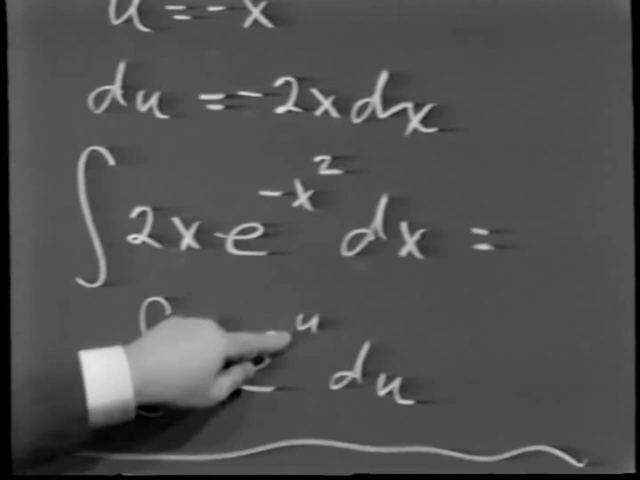 u = -x
du = -2x dx
∫ 2x e^{-x^2} dx =
∫ e^u du